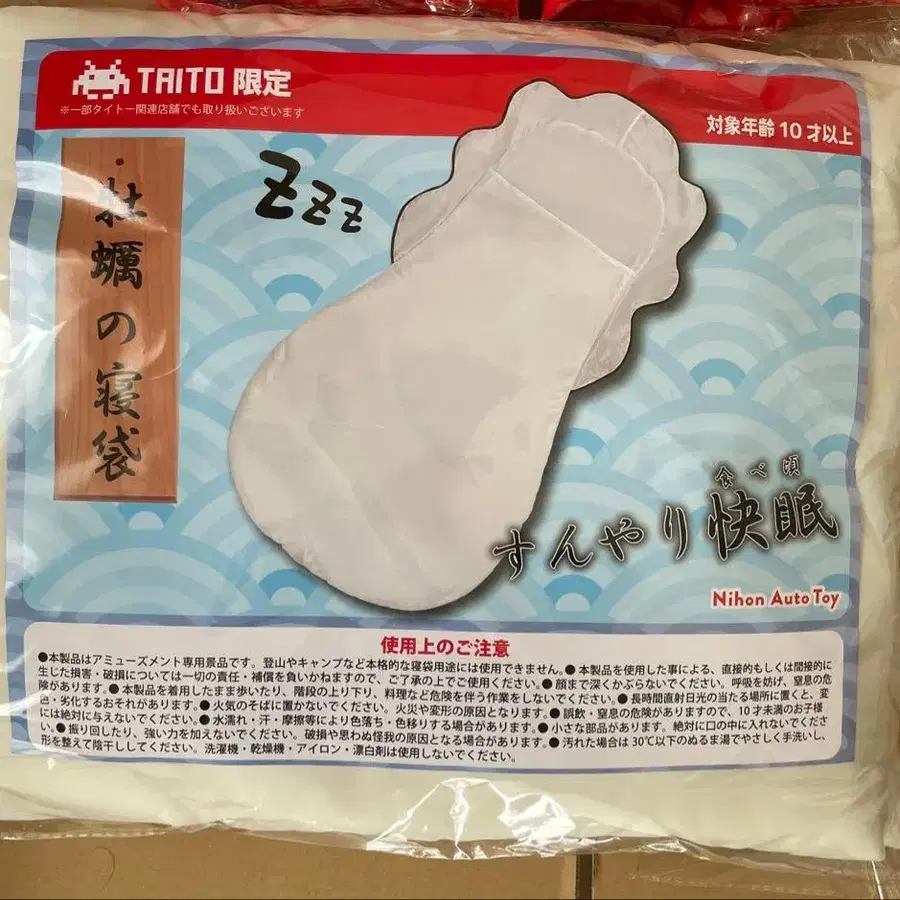 TAITO 限定
※一部タイトー関連店舗でも取り扱いございます
対象年齢10才以上
牡蠣の寝袋
Zzz
食べ頃
すんやり快眠
Nihon Auto Toy
使用上のご注意
●本製品はアミューズメント専用景品です。登山やキャンプなど本格的な寝袋用途には使用できません。●本製品を使用した事による、直接的もしくは間接的に
生じた損害・破損については一切の責任・補償を負いかねますので、ご了承の上でご使用ください。●顔まで深くかぶらないでください。呼吸を妨げ、窒息の危
険があります。●本製品を着用したまま歩いたり、階段の上り下り、料理など危険を伴う作業をしないでください。●長時間直射日光の当たる場所に置くと、変
色・劣化するおそれがあります。●火気のそばに置かないでください。火災や変形の原因となります。●誤飲・窒息の危険がありますので、10才未満のお子様
には絶対に与えないでください。●水濡れ・汗・摩擦等により色落ち・色移りする場合があります。●小さな部品があります。絶対に口の中に入れないでくださ
い。●振り回したり、強い力を加えないでください。破損や思わぬ怪我の原因となる場合があります。●汚れた場合は30℃以下のぬるま湯でやさしく手洗いし、
形を整えて陰干ししてください。洗濯機・乾燥機・アイロン・漂白剤は使用しないでください。